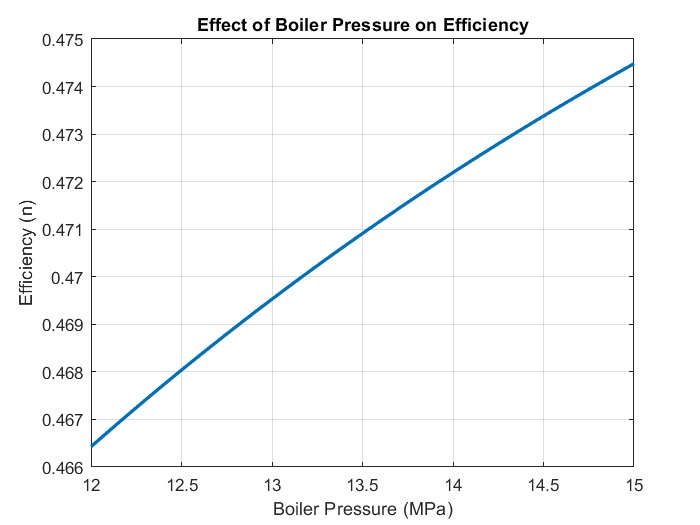 Effect of Boiler Pressure on Efficiency
0.475
0.474
0.473
0.472
0.471
0.47
0.469
0.468
0.467
0.466
Efficiency (n)
12 12.5 13 13.5 14 14.5 15
Boiler Pressure (MPa)